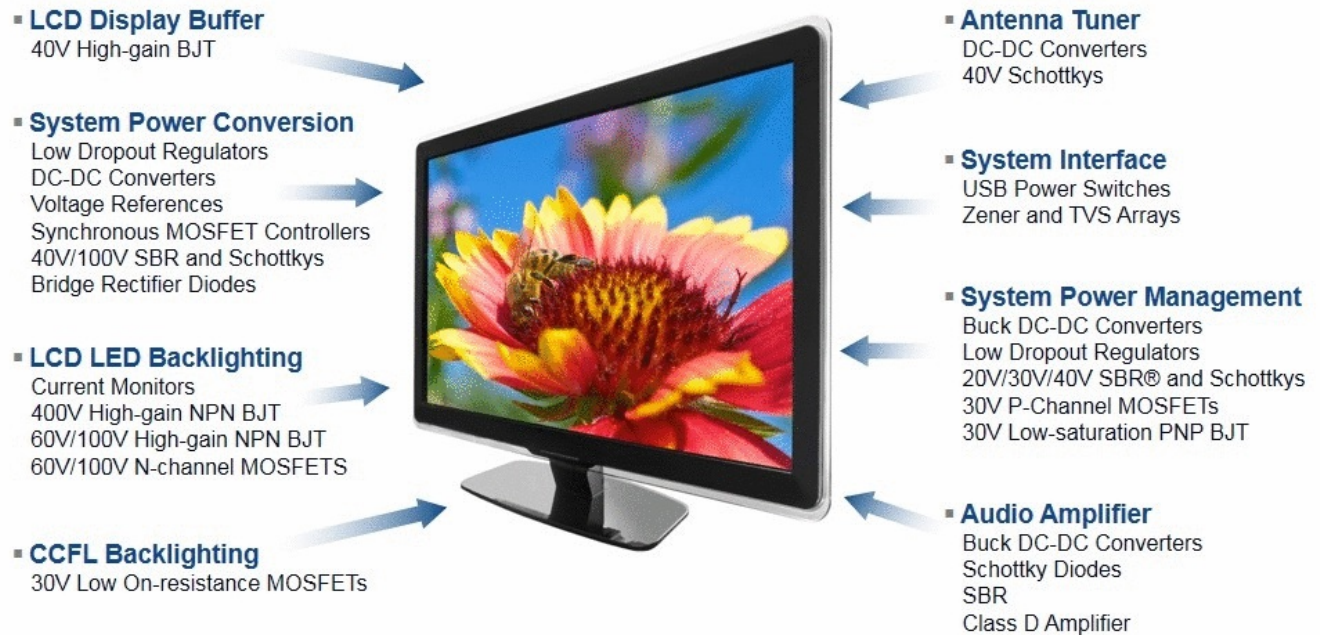 LCD Display Buffer
40V High-gain BJT
System Power Conversion
Low Dropout Regulators
DC-DC Converters
Voltage References
Synchronous MOSFET Controllers
40V/100V SBR and Schottkys
Bridge Rectifier Diodes
LCD LED Backlighting
Current Monitors
400V High-gain NPN BJT
60V/100V High-gain NPN BJT
60V/100V N-channel MOSFETS
CCFL Backlighting
30V Low On-resistance MOSFETs
Antenna Tuner
DC-DC Converters
40V Schottkys
System Interface
USB Power Switches
Zener and TVS Arrays
System Power Management
Buck DC-DC Converters
Low Dropout Regulators
20V/30V/40V SBR® and Schottkys
30V P-Channel MOSFETs
30V Low-saturation PNP BJT
Audio Amplifier
Buck DC-DC Converters
Schottky Diodes
SBR
Class D Amplifier